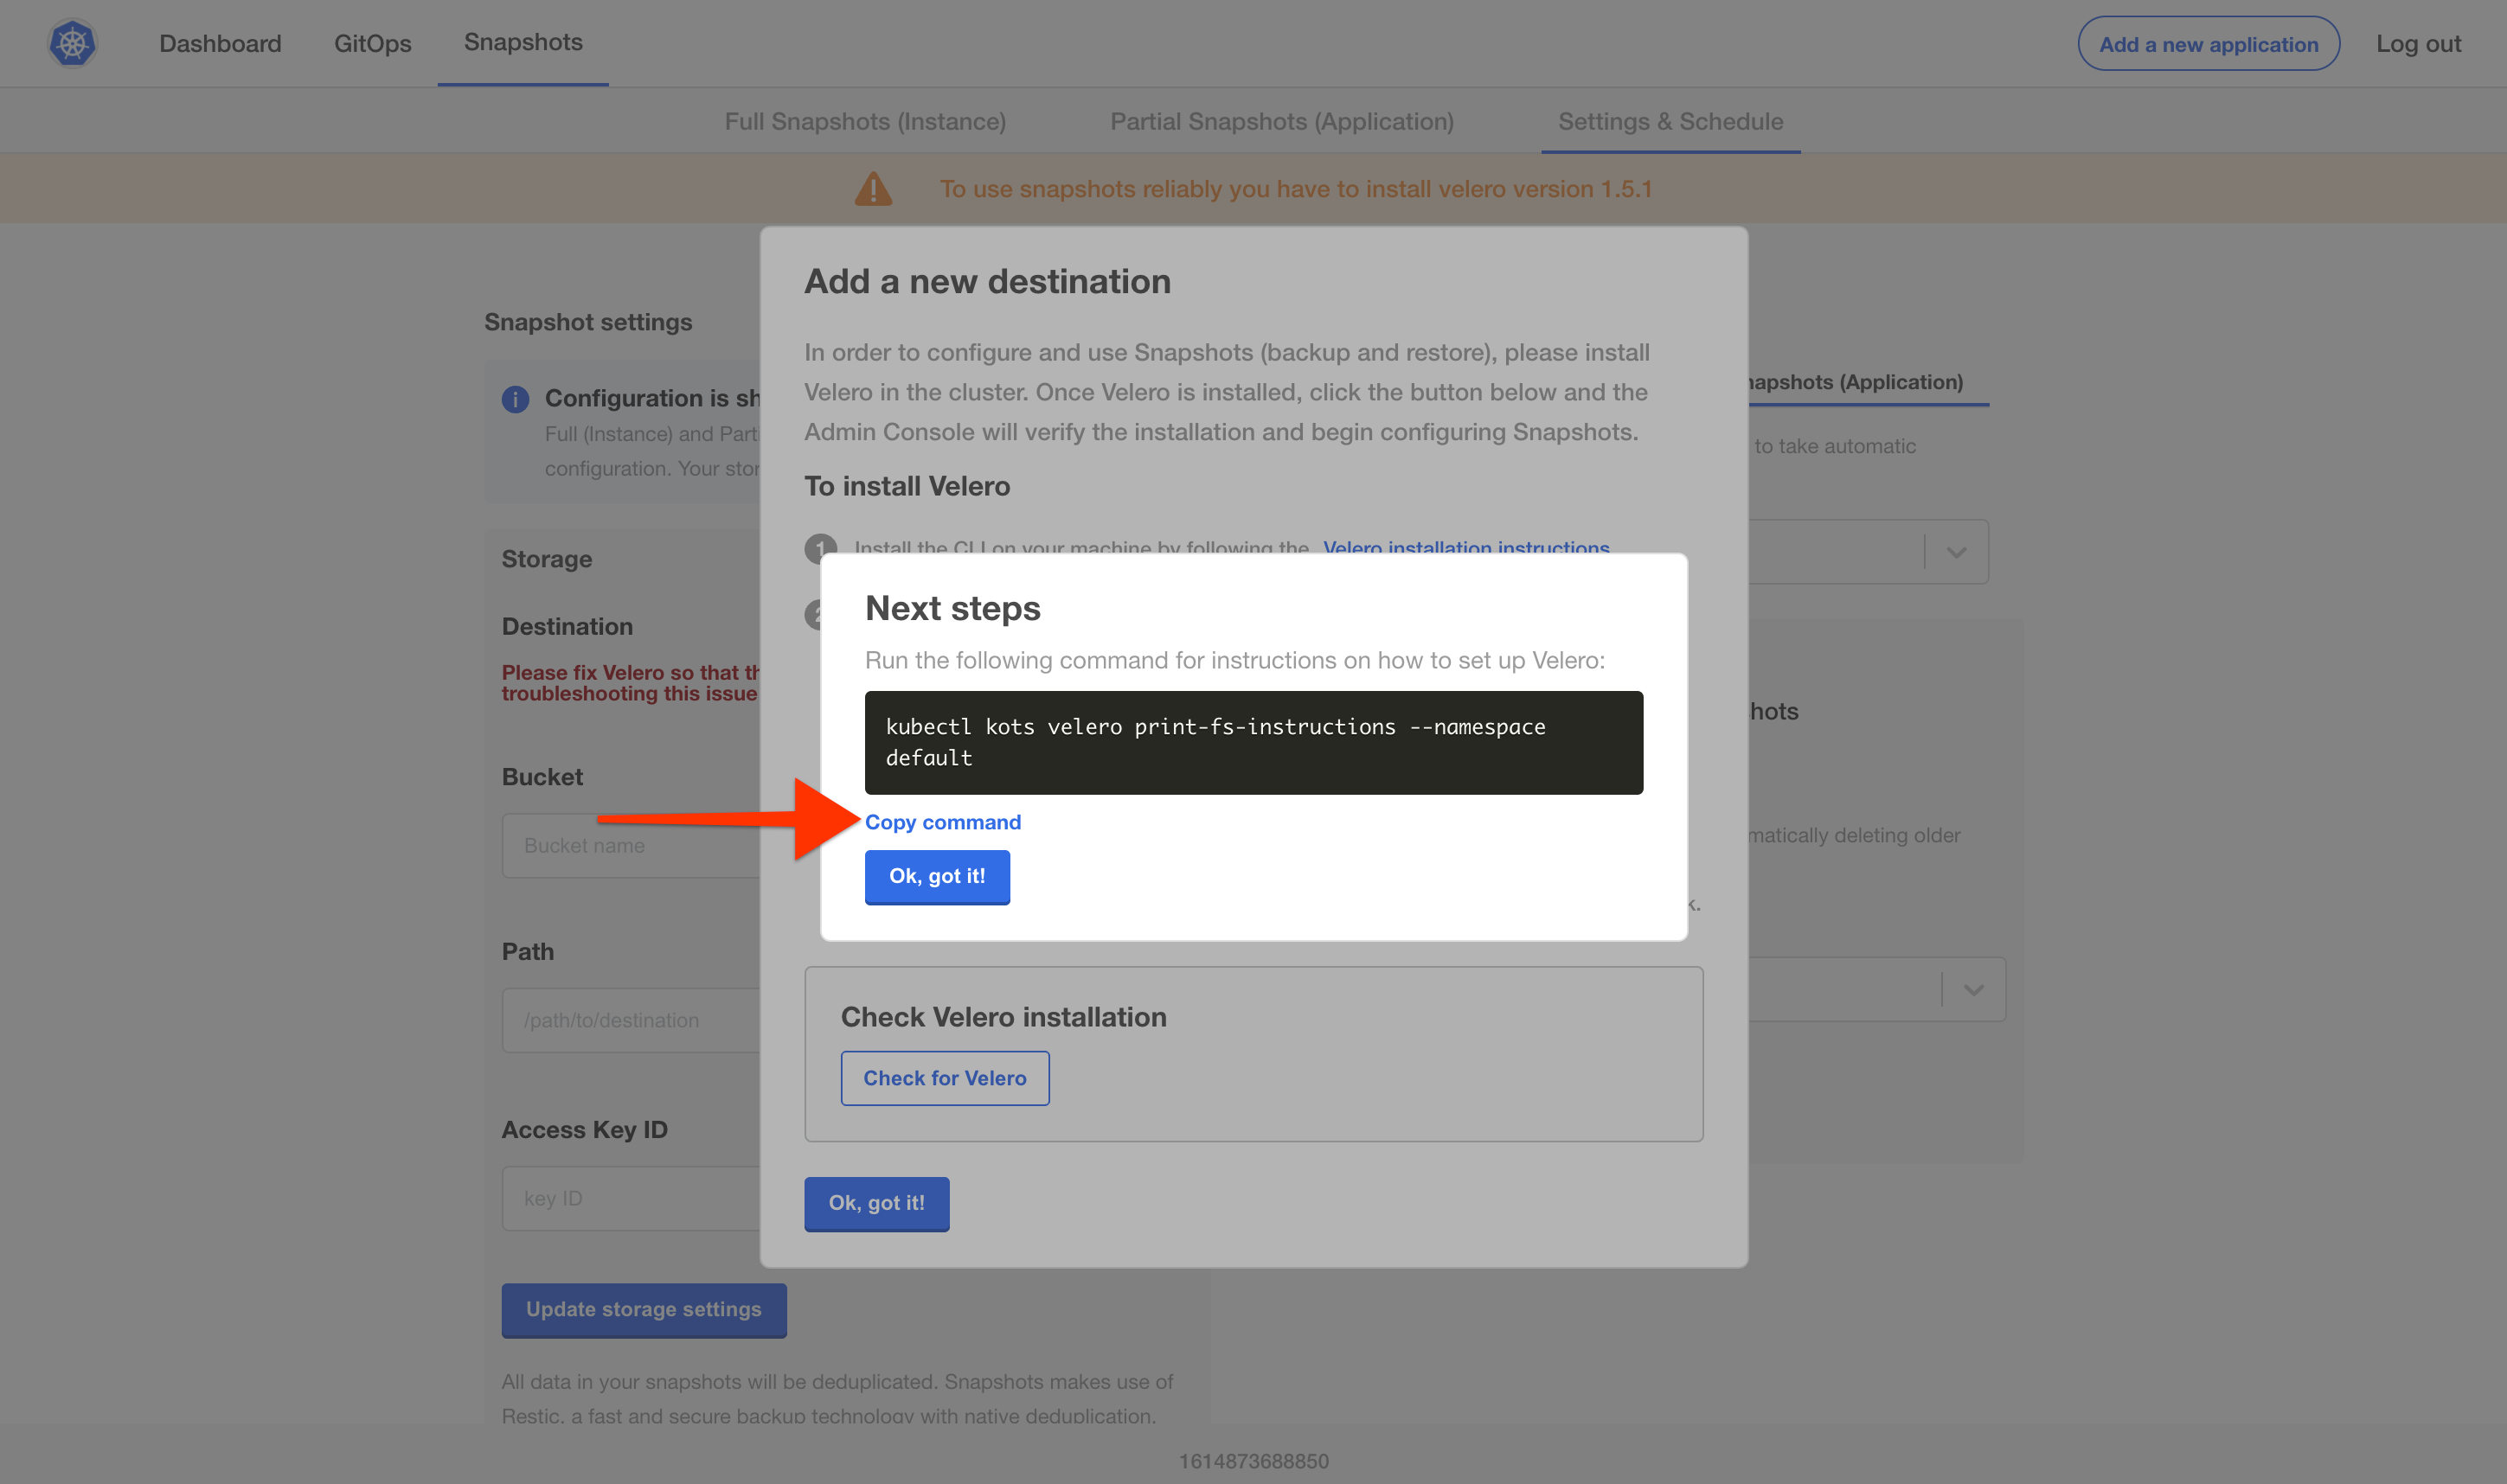 Dashboard
GitOps
Snapshots
Add a new application
Log out
Full Snapshots (Instance)
Partial Snapshots (Application)
Settings & Schedule
To use snapshots reliably you have to install velero version 1.5.1
Add a new destination
In order to configure and use Snapshots (backup and restore), please install
Velero in the cluster. Once Velero is installed, click the button below and the
Admin Console will verify the installation and begin configuring Snapshots.
To install Velero
1 Install the CLI on your machine by following the Velero installation instructions
2
Next steps
Run the following command for instructions on how to set up Velero:
kubectl kots velero print-fs-instructions --namespace
default
Copy command
Ok, got it!
k.
Check Velero installation
Check for Velero
Ok, got it!
Snapshot settings
Configuration is sh
Full (Instance) and Parti
configuration. Your stor
Storage
Destination
Please fix Velero so that th
troubleshooting this issue
Bucket
Bucket name
Path
/path/to/destination
Access Key ID
key ID
Update storage settings
All data in your snapshots will be deduplicated. Snapshots makes use of
Restic, a fast and secure backup technology with native deduplication.
napshots (Application)
to take automatic
hots
matically deleting older
1614873688850